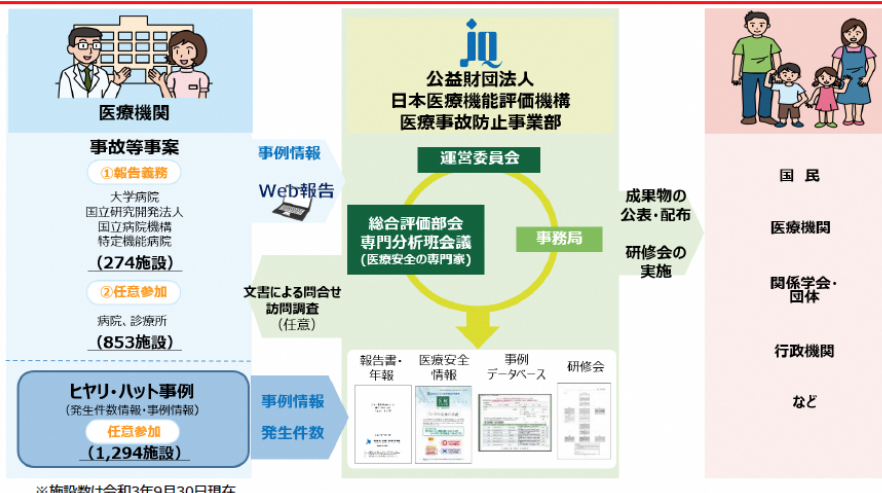 医療機関
事故等事案
①報告義務
大学病院
国立研究開発法人
国立病院機構
特定機能病院
(274施設)
②任意参加
病院、診療所
(853施設)
ヒヤリ・ハット事例
(発生件数情報・事例情報)
任意参加
(1,294施設)
※施設数は令和3年9月30日現在
事例情報
Web報告
文書による問合せ
訪問調査
(任意)
事例情報
発生件数
jQ
公益財団法人
日本医療機能評価機構
医療事故防止事業部
運営委員会
総合評価部会
専門分析班会議
(医療安全の専門家)
事務局
報告書・
年報
医療安全
情報
事例
データベース
研修会
成果物の
公表・配布
研修会の
実施
国 民
医療機関
関係学会・
団体
行政機関
など